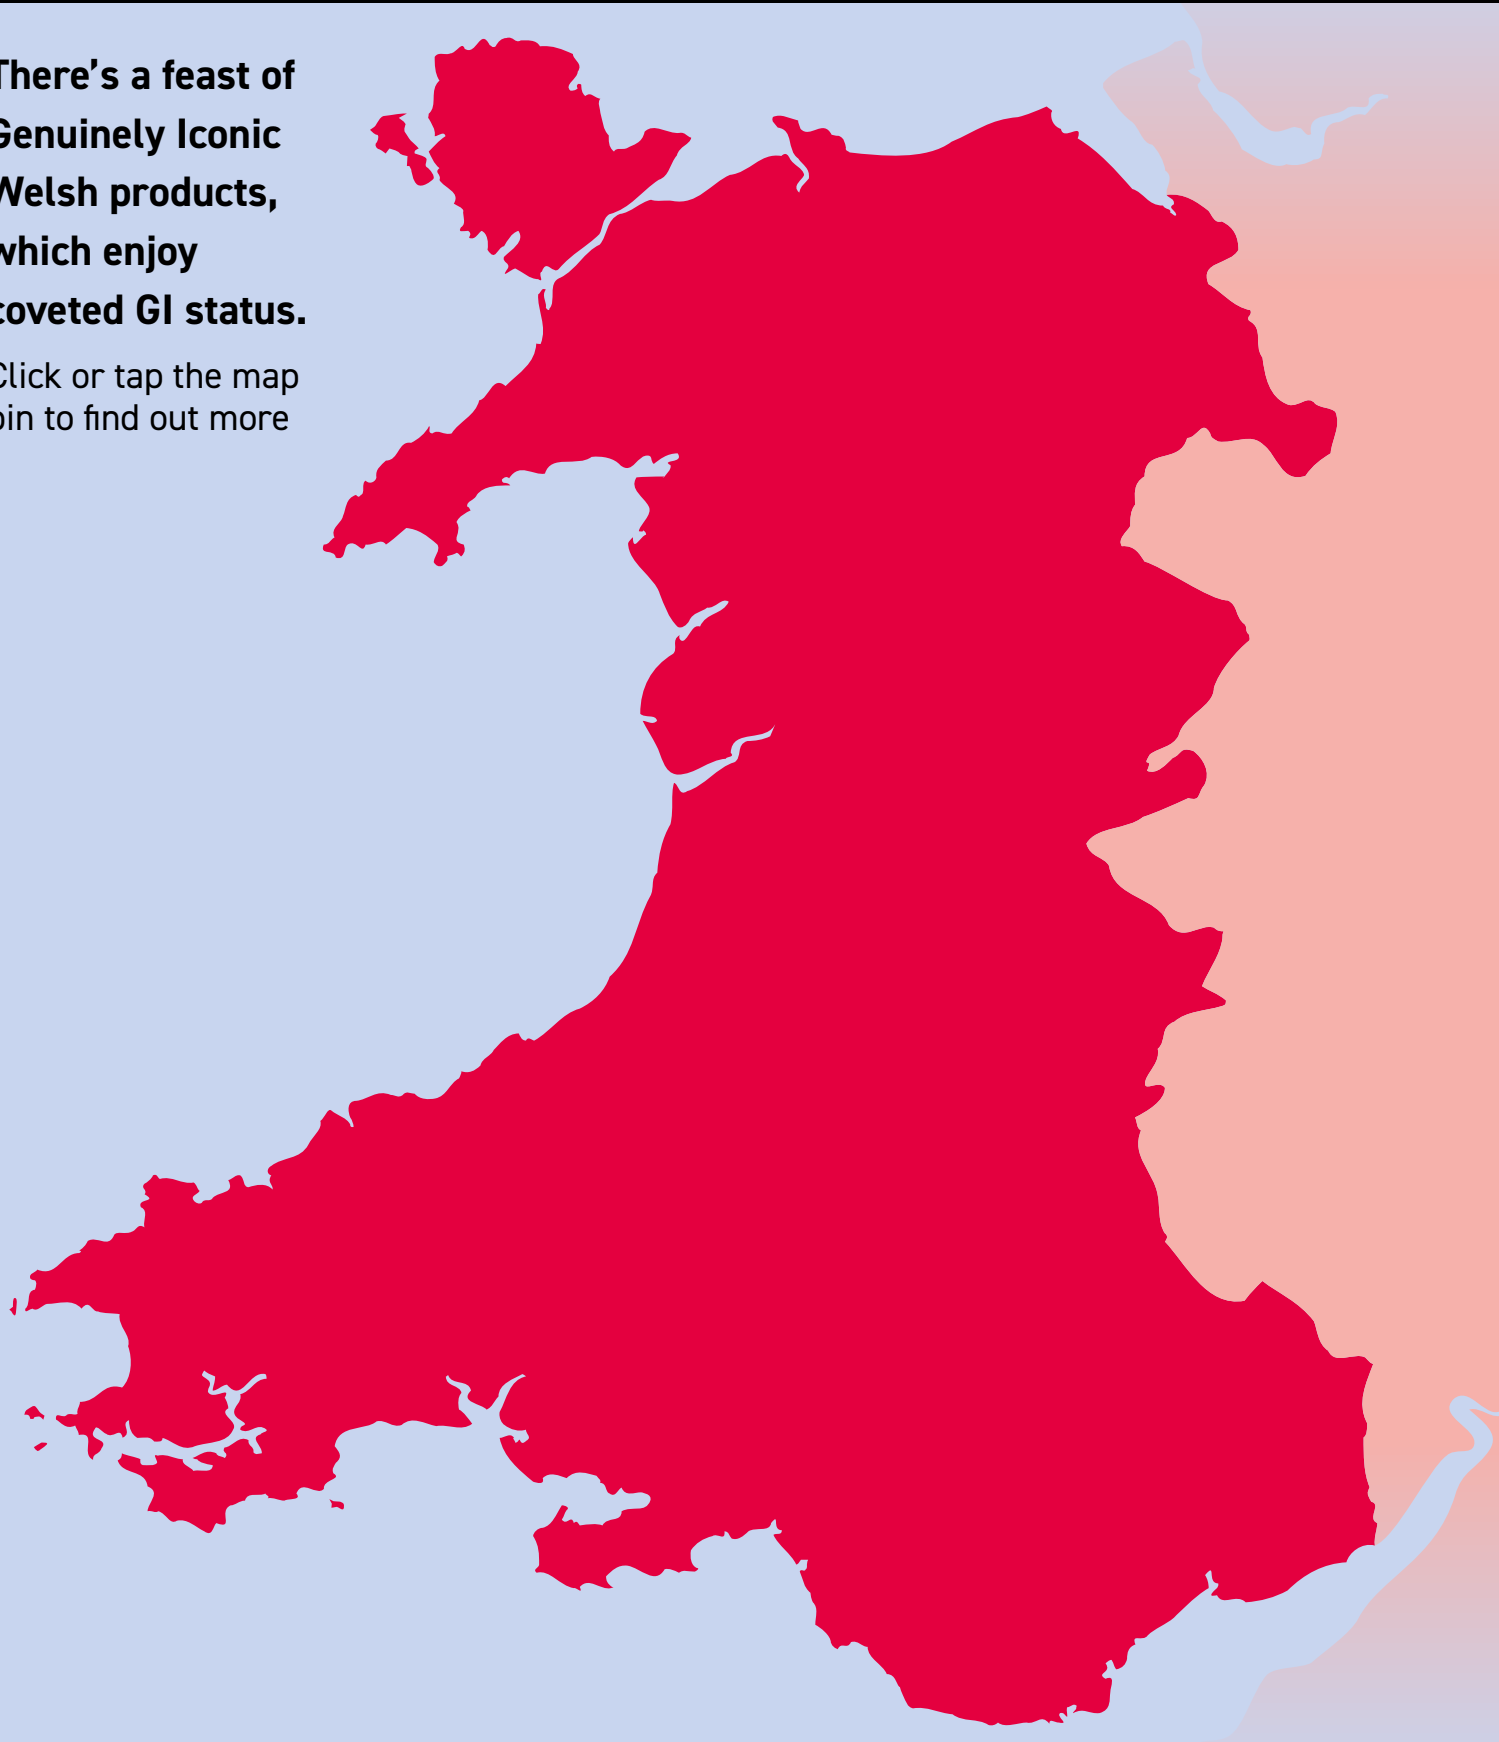 There’s a feast of
Genuinely Iconic
Welsh products,
which enjoy
coveted GI status.
Click or tap the map
pin to find out more